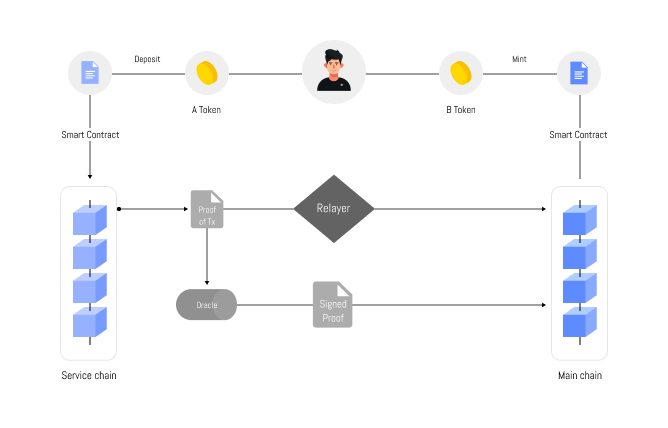 Deposit
Mint
A Token
B Token
Smart Contract
Smart Contract
Proof
of Tx
Relayer
Oracle
Signed
Proof
Service chain
Main chain